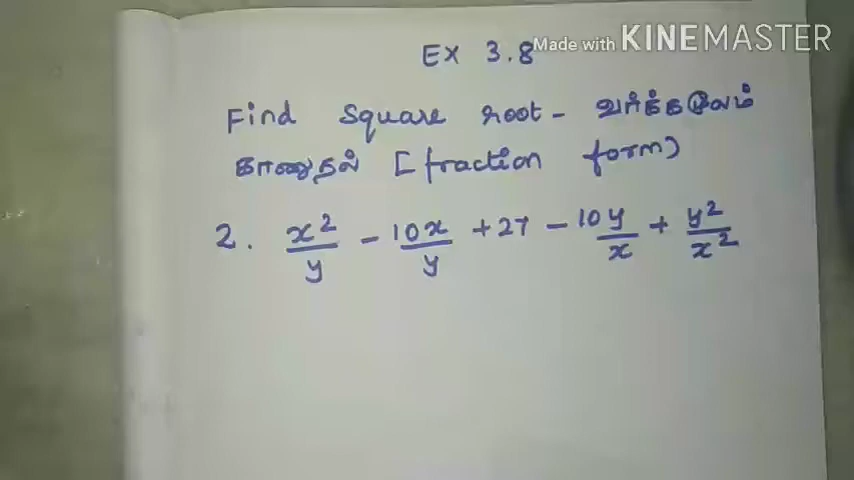 Made with KINEMASTER
EX 3.8
Find Square root - வர்க்கமூலம்
காணுதல் [fraction form)
2. x²/y - 10x/y + 27 - 10y/x + y²/x²